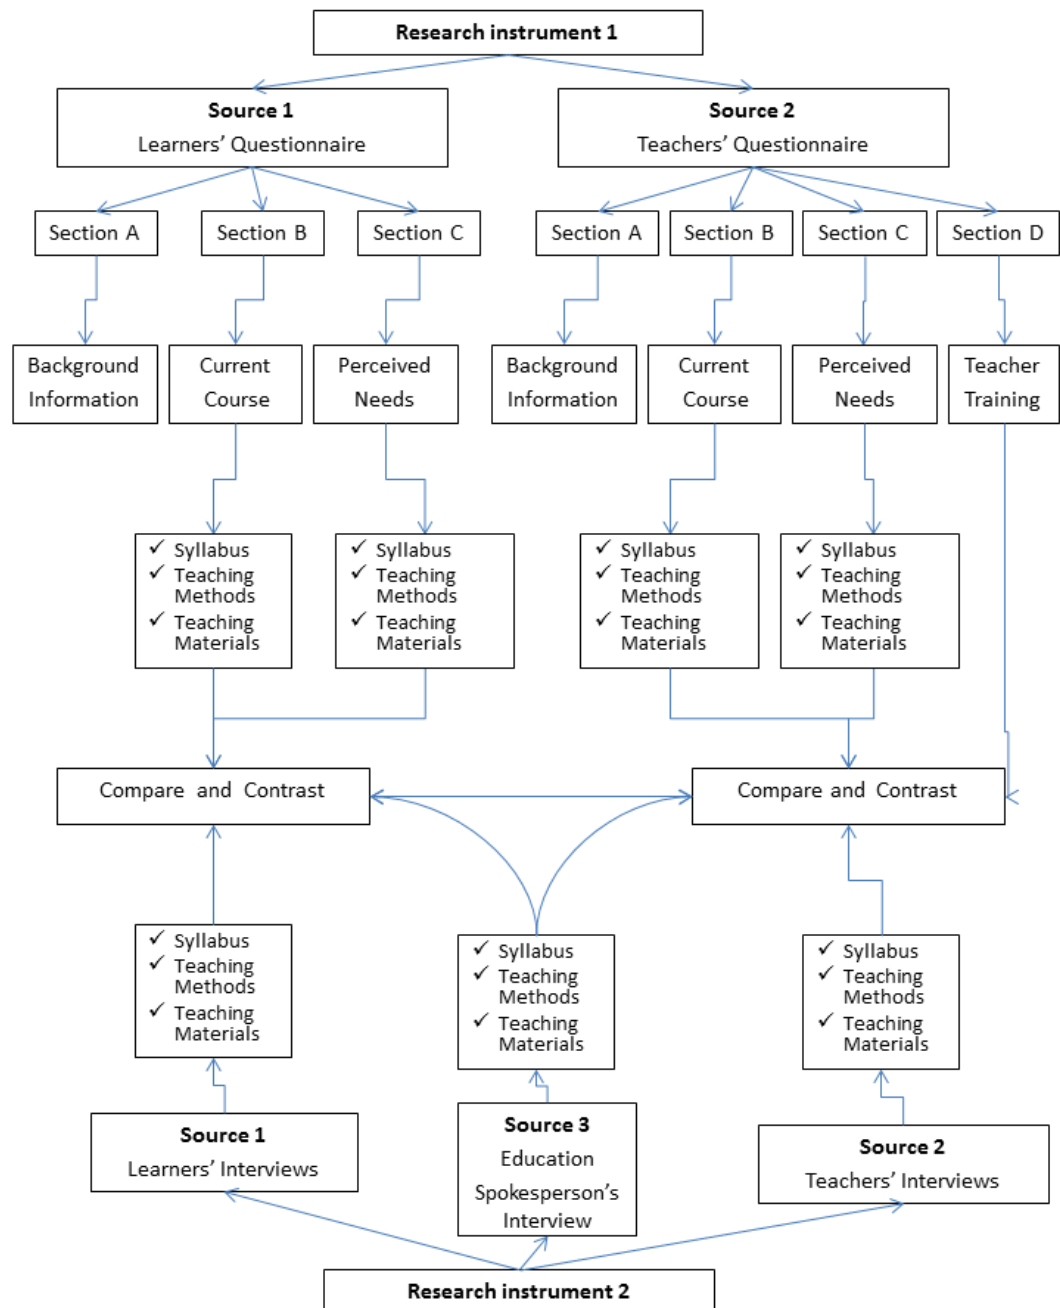 Research instrument 1
Source 1
Learners’ Questionnaire
Source 2
Teachers’ Questionnaire
Section A
Section B
Section C
Section A
Section B
Section C
Section D
Background
Information
Current
Course
Perceived
Needs
Background
Information
Current
Course
Perceived
Needs
Teacher
Training
✓ Syllabus
✓ Teaching
Methods
✓ Teaching
Materials
✓ Syllabus
✓ Teaching
Methods
✓ Teaching
Materials
✓ Syllabus
✓ Teaching
Methods
✓ Teaching
Materials
✓ Syllabus
✓ Teaching
Methods
✓ Teaching
Materials
Compare and Contrast
Compare and Contrast
✓ Syllabus
✓ Teaching
Methods
✓ Teaching
Materials
✓ Syllabus
✓ Teaching
Methods
✓ Teaching
Materials
✓ Syllabus
✓ Teaching
Methods
✓ Teaching
Materials
Source 1
Learners’ Interviews
Source 3
Education
Spokesperson’s
Interview
Source 2
Teachers’ Interviews
Research instrument 2